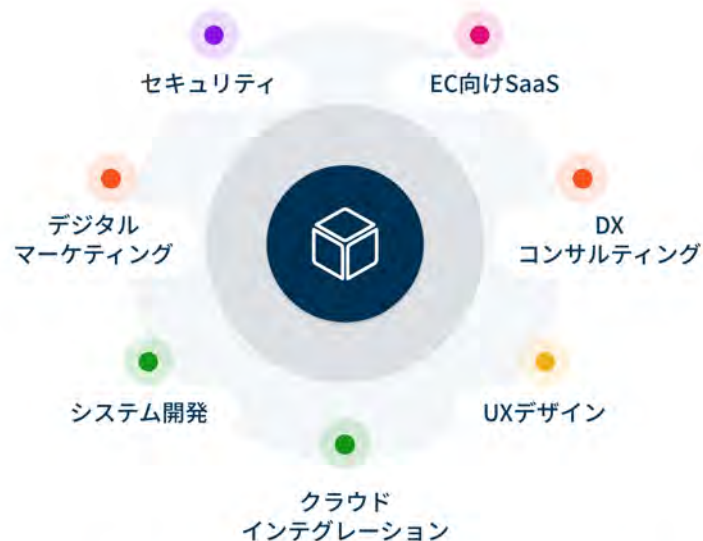 セキュリティ
EC向けSaaS
デジタル
マーケティング
DX
コンサルティング
システム開発
UXデザイン
クラウド
インテグレーション